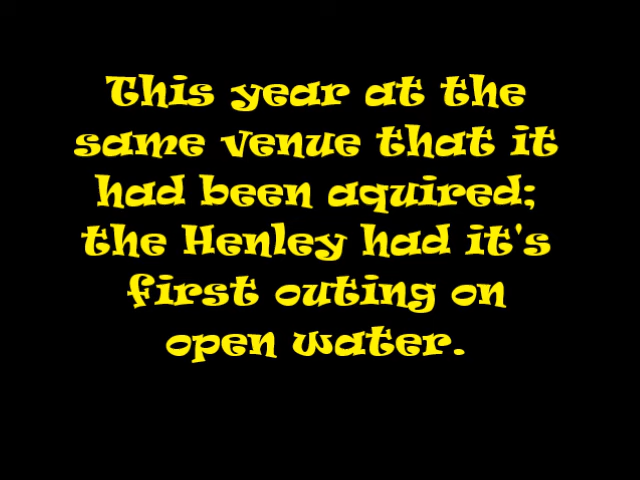 This year at the
same venue that it
had been aquired;
the Henley had it's
first outing on
open water.